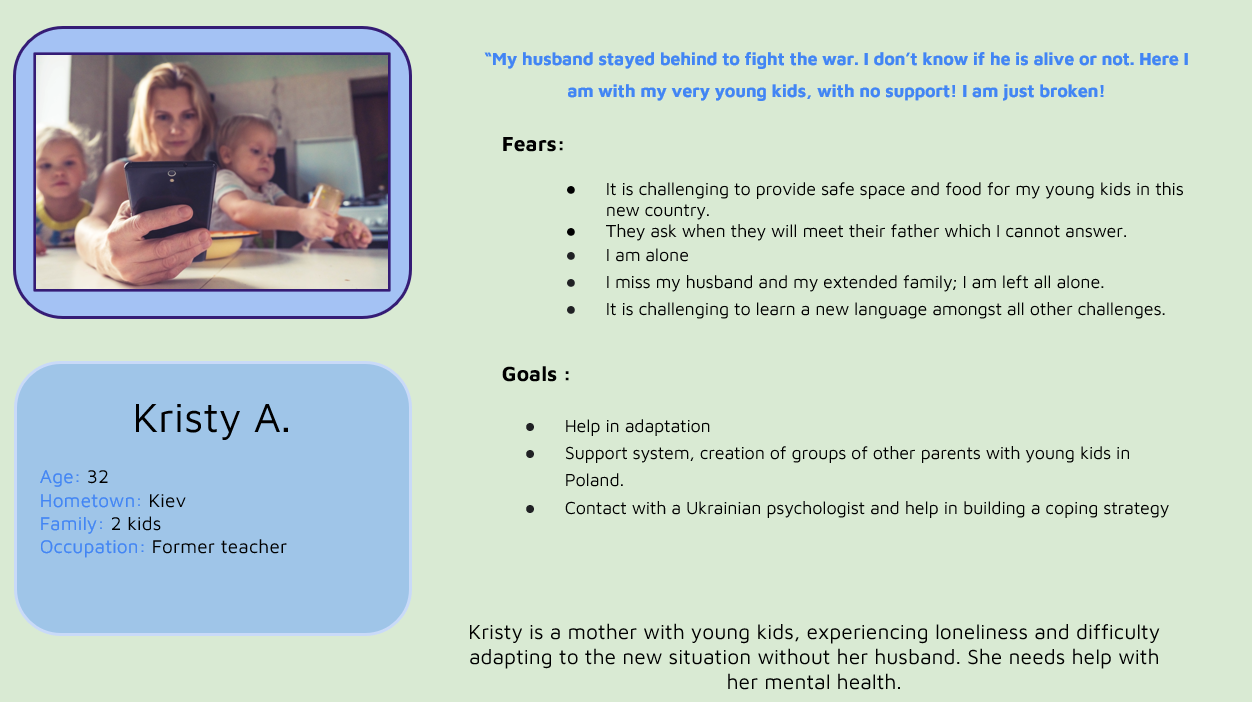 “My husband stayed behind to fight the war. I don’t know if he is alive or not. Here I
am with my very young kids, with no support! I am just broken!
Fears:
● It is challenging to provide safe space and food for my young kids in this
new country.
● They ask when they will meet their father which I cannot answer.
● I am alone
● I miss my husband and my extended family; I am left all alone.
● It is challenging to learn a new language amongst all other challenges.
Goals :
● Help in adaptation
● Support system, creation of groups of other parents with young kids in
Poland.
● Contact with a Ukrainian psychologist and help in building a coping strategy
Kristy A.
Age: 32
Hometown: Kiev
Family: 2 kids
Occupation: Former teacher
Kristy is a mother with young kids, experiencing loneliness and difficulty
adapting to the new situation without her husband. She needs help with
her mental health.